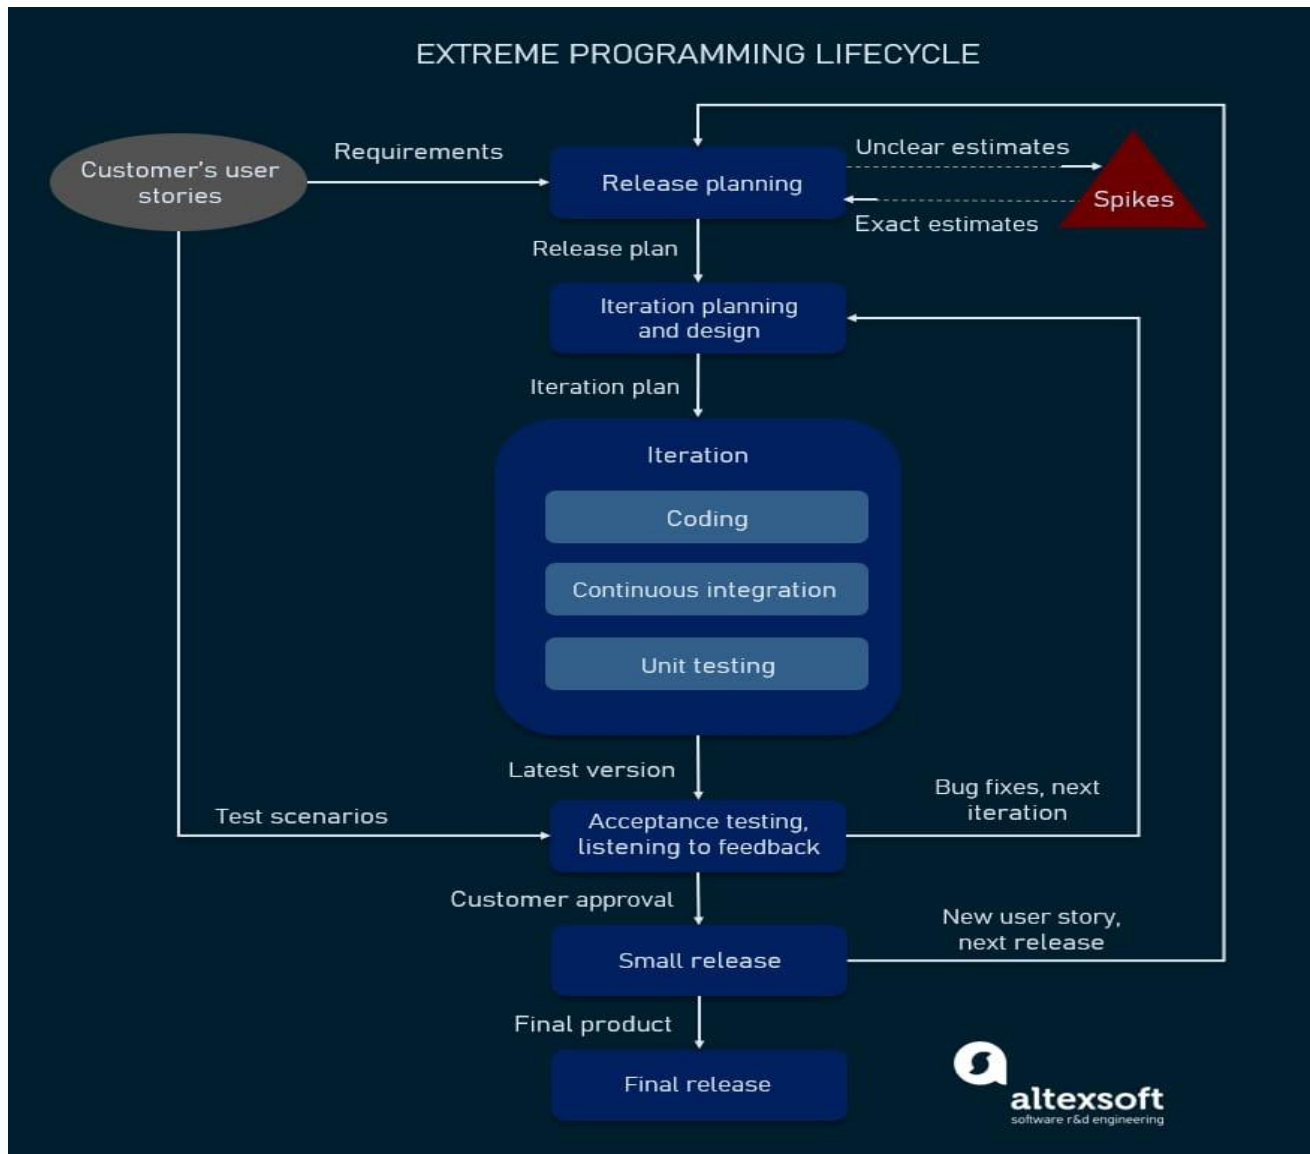 EXTREME PROGRAMMING LIFECYCLE
Customer's user
stories
Requirements
Release planning
Unclear estimates
Spikes
Exact estimates
Release plan
Iteration planning
and design
Iteration plan
Iteration
Coding
Continuous integration
Unit testing
Latest version
Bug fixes, next
iteration
Test scenarios
Acceptance testing,
listening to feedback
Customer approval
New user story,
next release
Small release
Final product
Final release
altexsoft
software r&d engineering